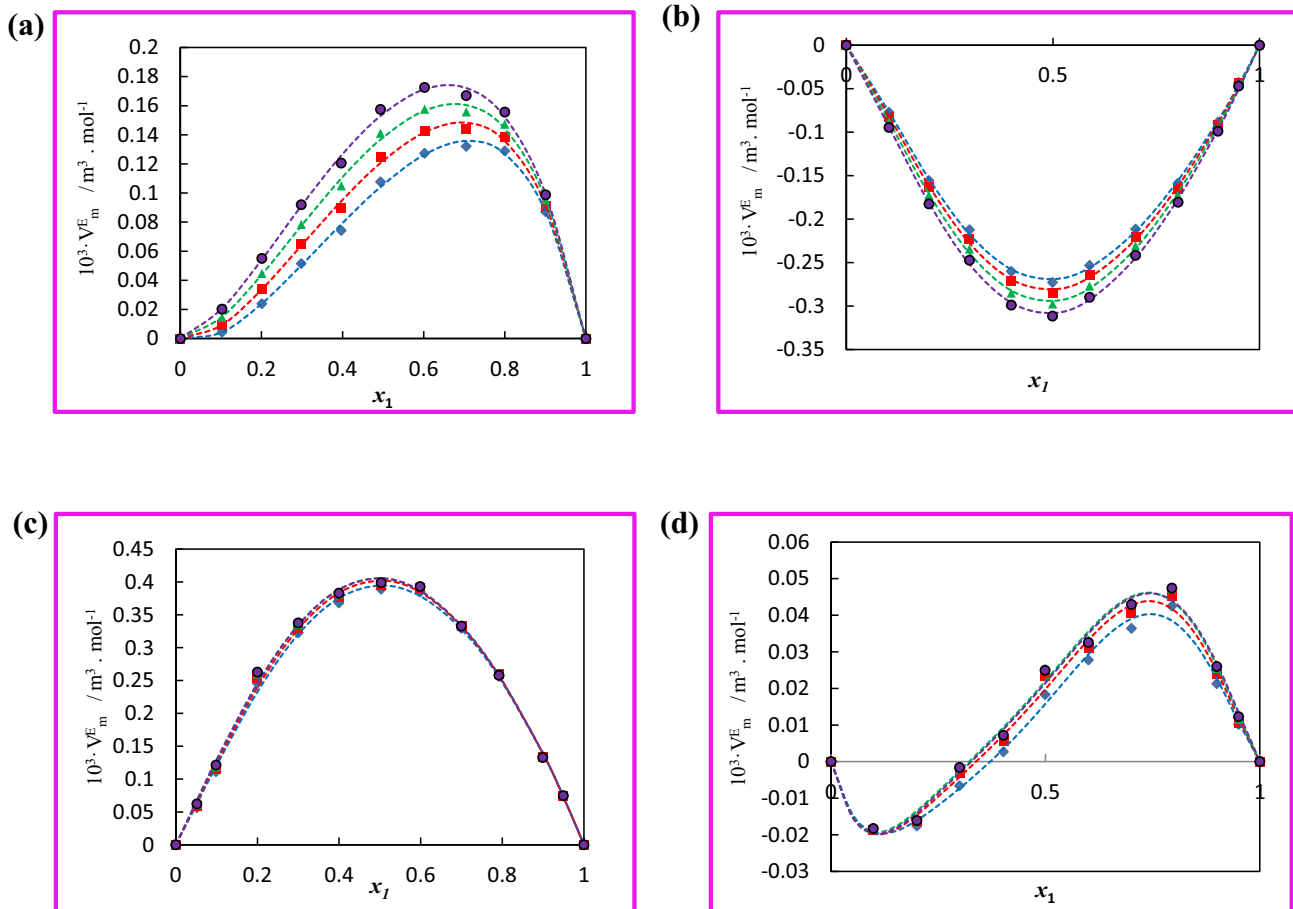 (a)
0.2
0.18
0.16
0.14
0.12
0.1
0.08
0.06
0.04
0.02
0
10³· Vᴱₘ / m³ . mol⁻¹
0 0.2 0.4 0.6 0.8 1
x₁
(b)
0
-0.05
-0.1
-0.15
-0.2
-0.25
-0.3
-0.35
10³· Vᴱₘ / m³. mol⁻¹
0 0.5 1
x₁
(c)
0.45
0.4
0.35
0.3
0.25
0.2
0.15
0.1
0.05
0
10³· Vᴱₘ / m³ . mol⁻¹
0 0.2 0.4 0.6 0.8 1
x₁
(d)
0.06
0.05
0.04
0.03
0.02
0.01
0
-0.01
-0.02
-0.03
10³· Vᴱₘ / m³ . mol⁻¹
0 0.5 1
x₁